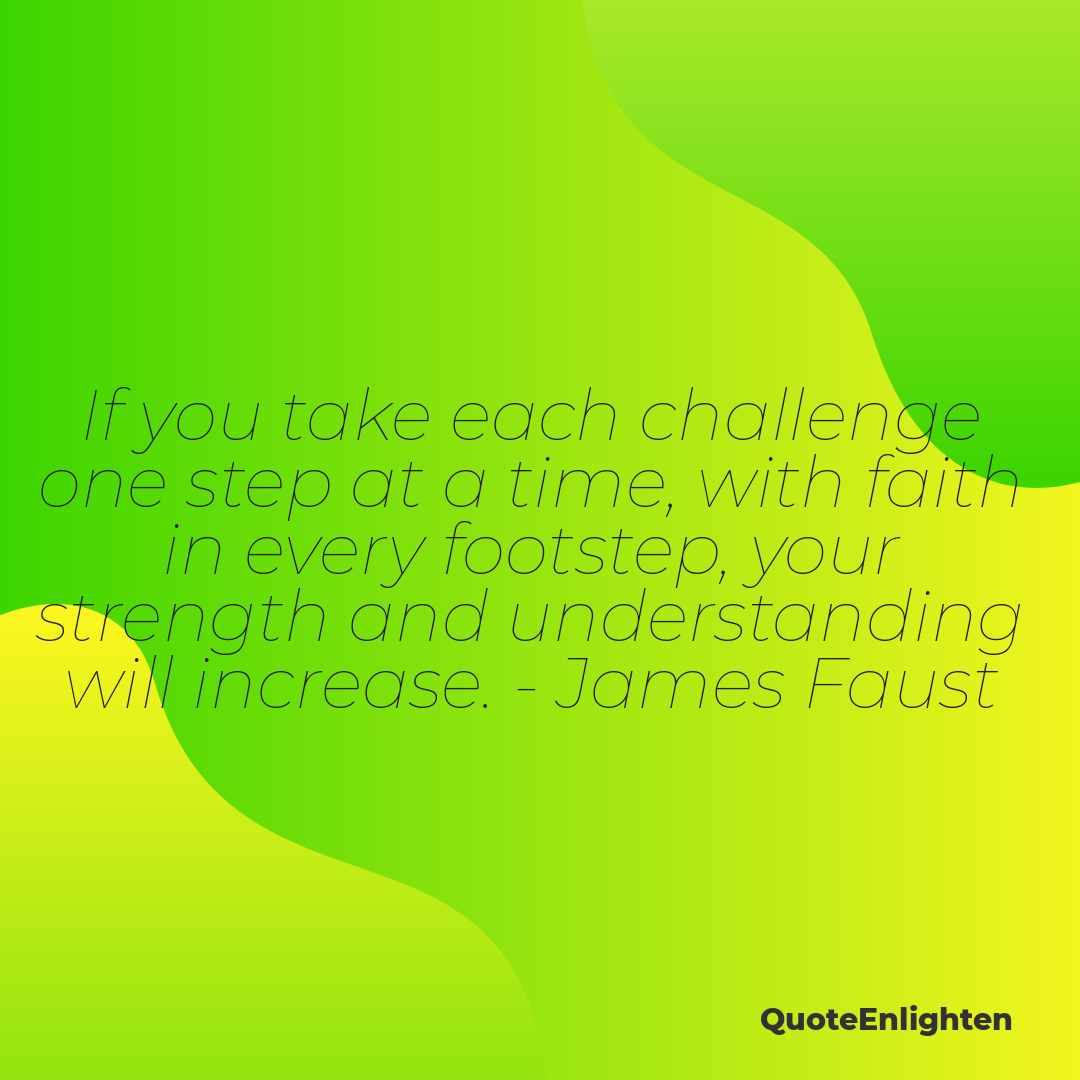 If you take each challenge
one step at a time, with faith
in every footstep, your
strength and understanding
will increase. - James Faust
QuoteEnlighten